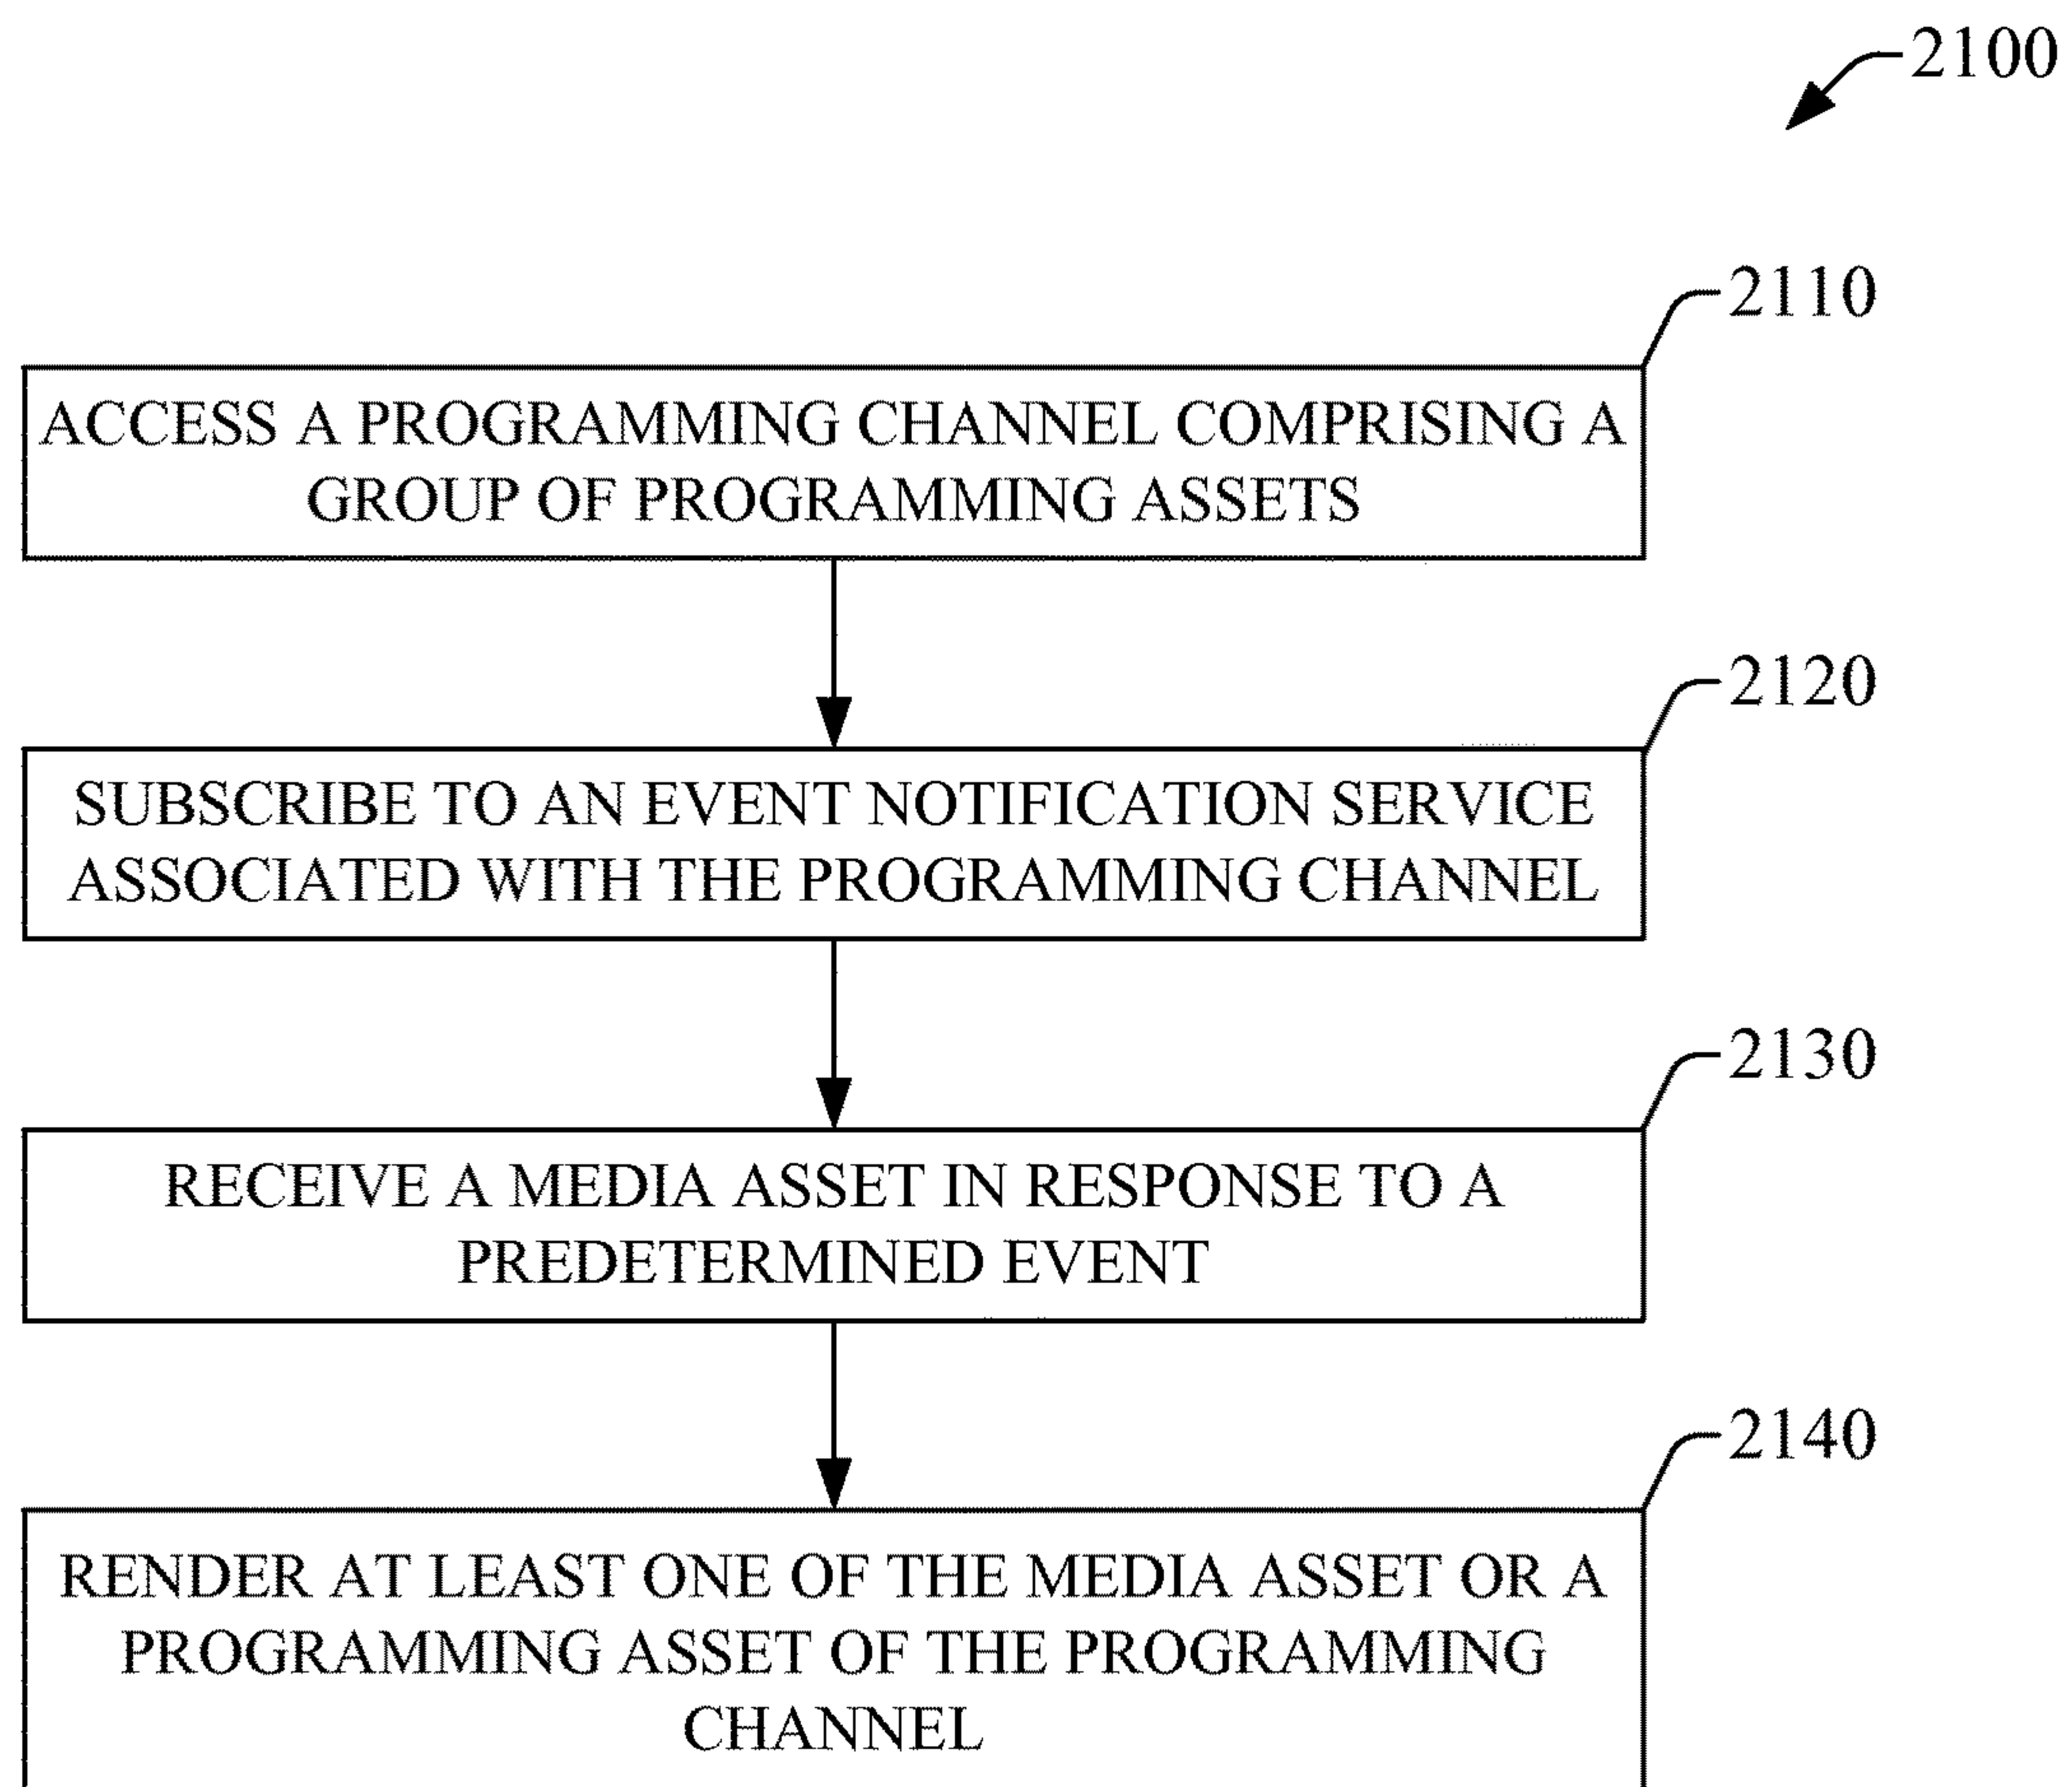 2100
2110
ACCESS A PROGRAMMING CHANNEL COMPRISING A
GROUP OF PROGRAMMING ASSETS
2120
SUBSCRIBE TO AN EVENT NOTIFICATION SERVICE
ASSOCIATED WITH THE PROGRAMMING CHANNEL
2130
RECEIVE A MEDIA ASSET IN RESPONSE TO A
PREDETERMINED EVENT
2140
RENDER AT LEAST ONE OF THE MEDIA ASSET OR A
PROGRAMMING ASSET OF THE PROGRAMMING
CHANNEL